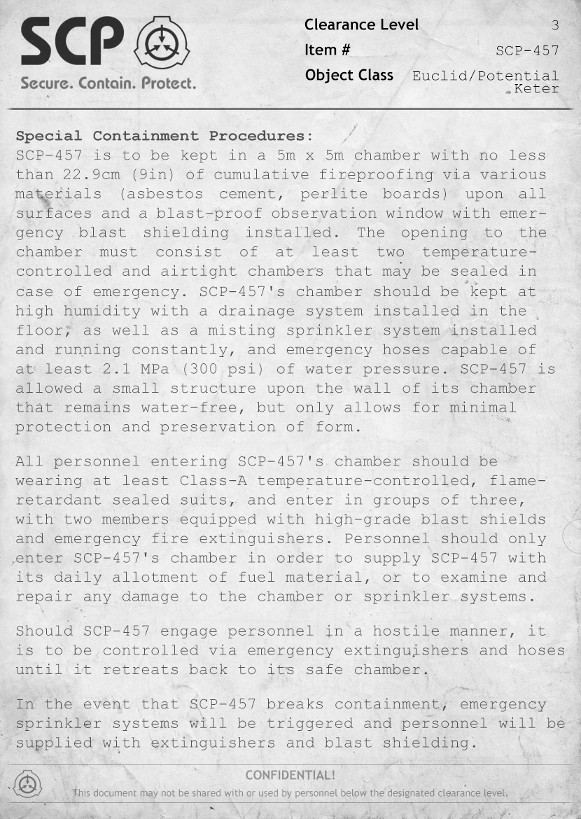 SCP
Secure. Contain. Protect.
Clearance Level 3
Item # SCP-457
Object Class Euclid/Potential
Keter
Special Containment Procedures:
SCP-457 is to be kept in a 5m x 5m chamber with no less
than 22.9cm (9in) of cumulative fireproofing via various
materials (asbestos cement, perlite boards) upon all
surfaces and a blast-proof observation window with emer-
gency blast shielding installed. The opening to the
chamber must consist of at least two temperature-
controlled and airtight chambers that may be sealed in
case of emergency. SCP-457's chamber should be kept at
high humidity with a drainage system installed in the
floor, as well as a misting sprinkler system installed
and running constantly, and emergency hoses capable of
at least 2.1 MPa (300 psi) of water pressure. SCP-457 is
allowed a small structure upon the wall of its chamber
that remains water-free, but only allows for minimal
protection and preservation of form.
All personnel entering SCP-457's chamber should be
wearing at least Class-A temperature-controlled, flame-
retardant sealed suits, and enter in groups of three,
with two members equipped with high-grade blast shields
and emergency fire extinguishers. Personnel should only
enter SCP-457's chamber in order to supply SCP-457 with
its daily allotment of fuel material, or to examine and
repair any damage to the chamber or sprinkler systems.
Should SCP-457 engage personnel in a hostile manner, it
is to be controlled via emergency extinguishers and hoses
until it retreats back to its safe chamber.
In the event that SCP-457 breaks containment, emergency
sprinkler systems will be triggered and personnel will be
supplied with extinguishers and blast shielding.
CONFIDENTIAL!
This document may not be shared with or used by personnel below the designated clearance level.